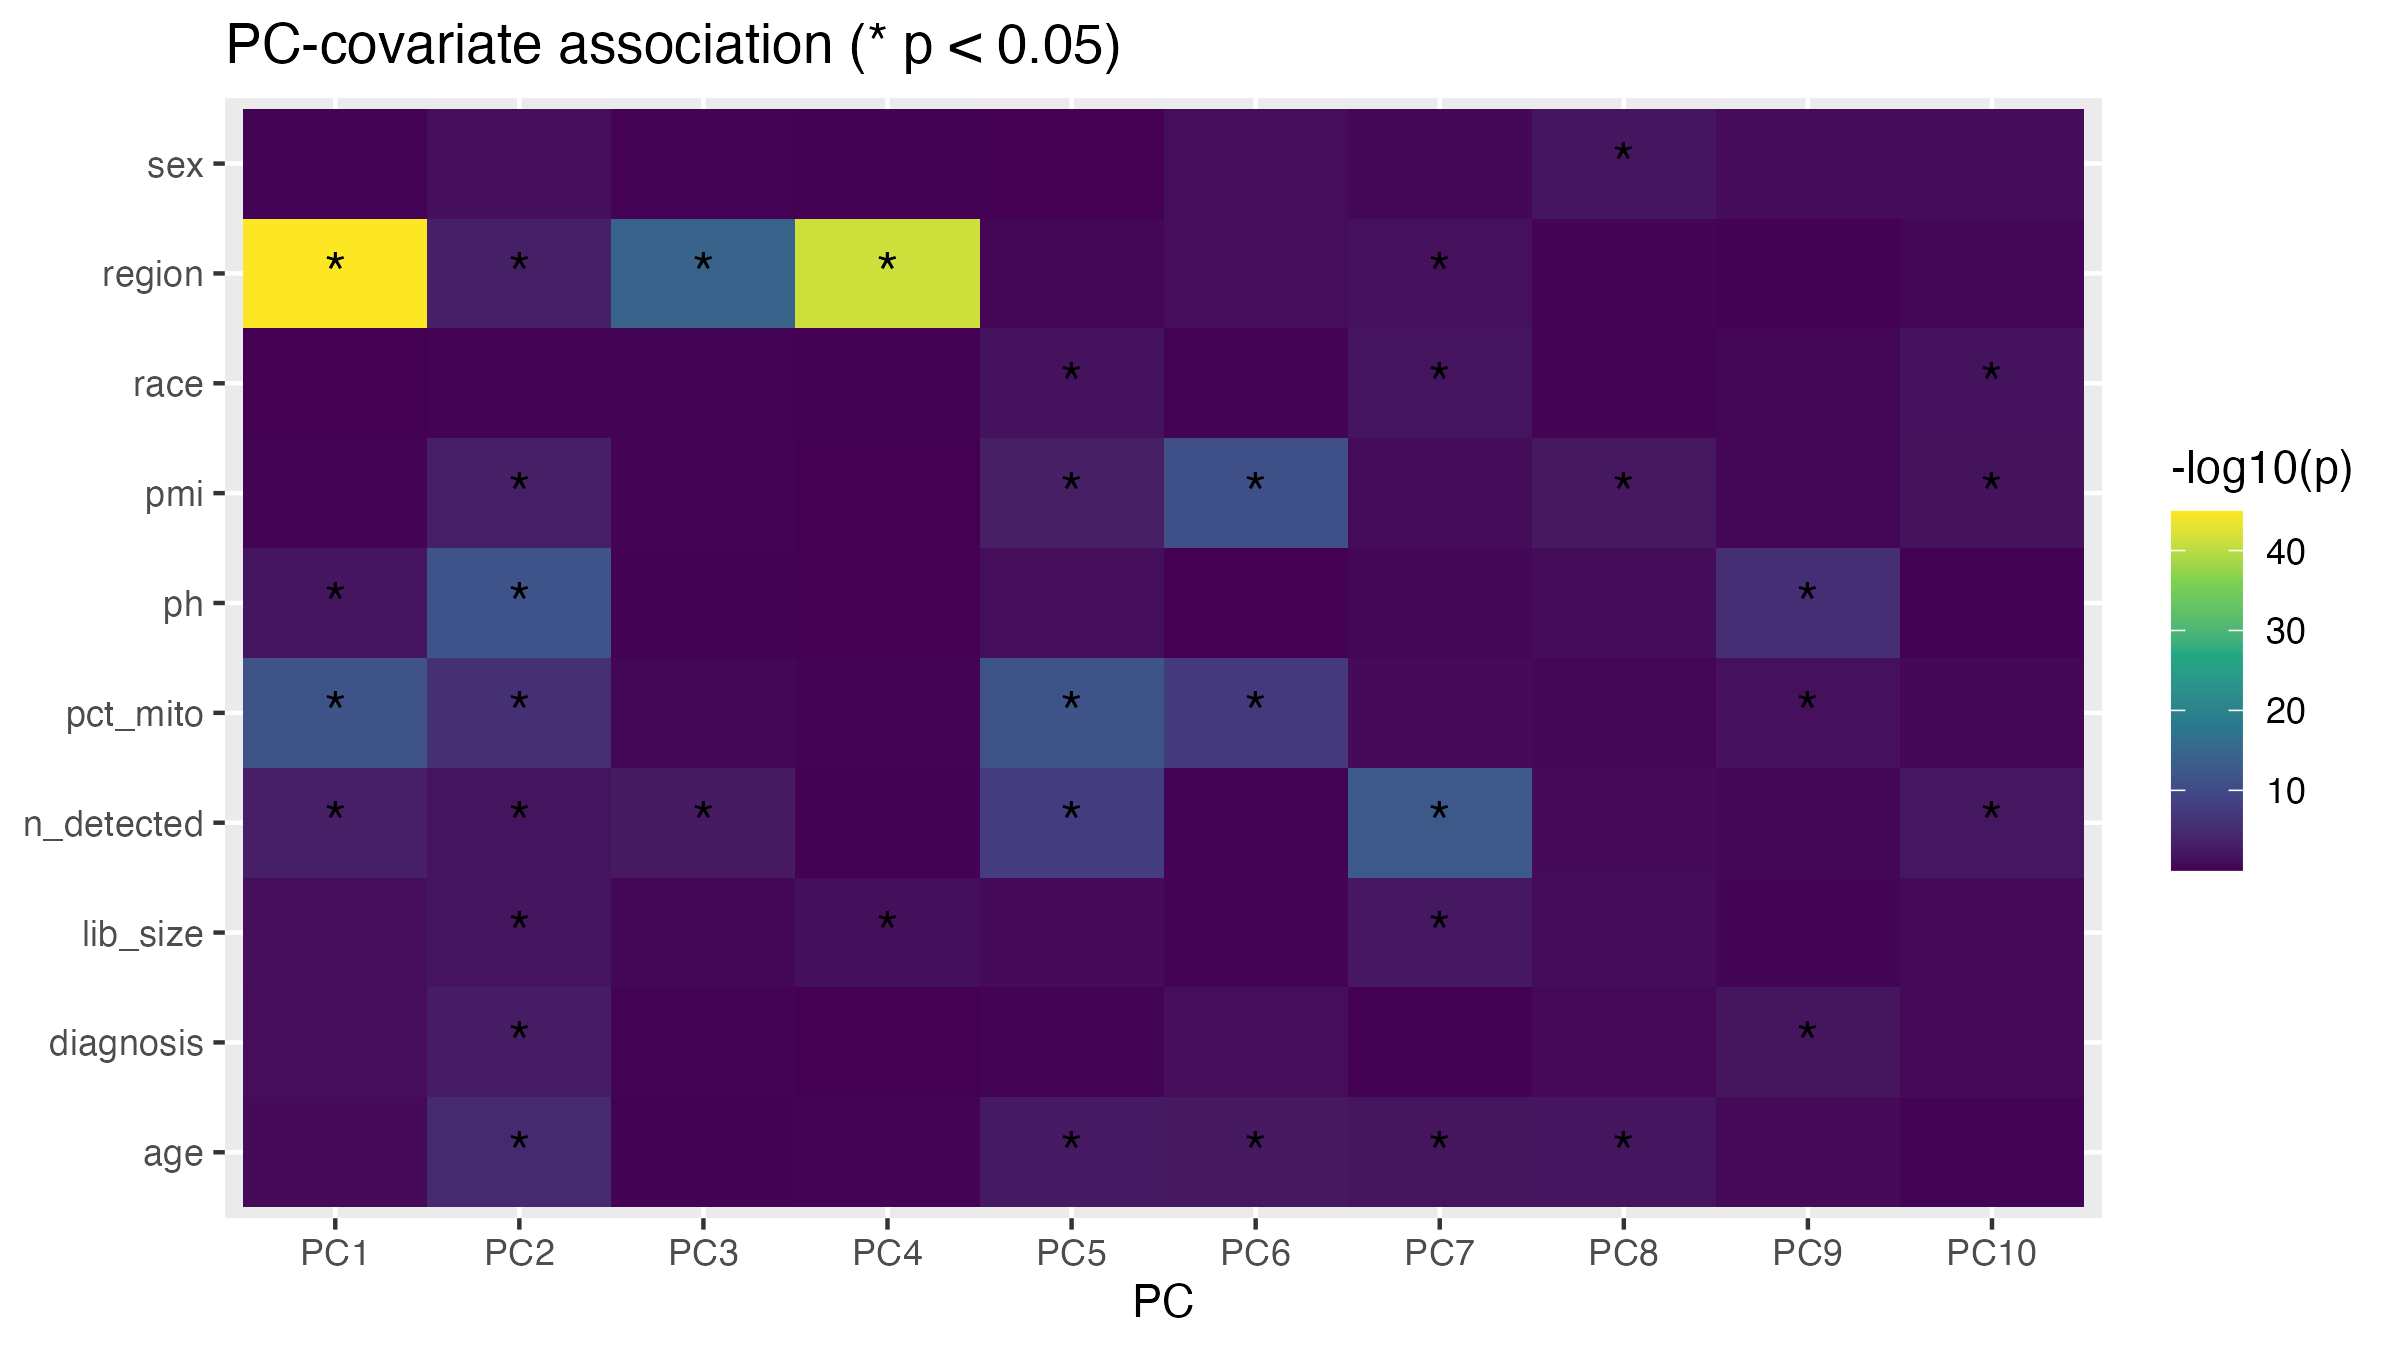 PC-covariate association (* p < 0.05)
sex *
region * * * * *
race * * *
pmi * * * * *
ph * * *
pct_mito * * * * *
n_detected * * * * * *
lib_size * * *
diagnosis * *
age * * * * *
PC1 PC2 PC3 PC4 PC5 PC6 PC7 PC8 PC9 PC10
PC
-log10(p)
40
30
20
10